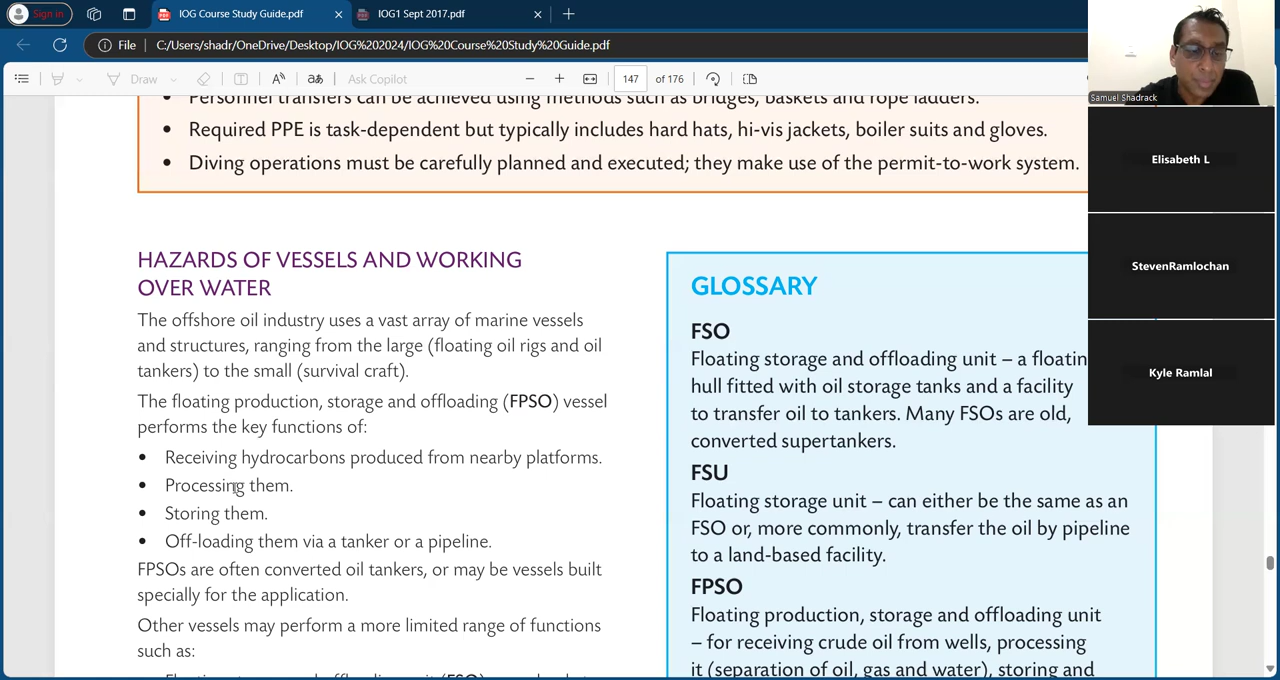 Sign in
IOG Course Study Guide.pdf
IOG1 Sept 2017.pdf
File
C:/Users/shadr/OneDrive/Desktop/IOG%202024/IOG%20Course%20Study%20Guide.pdf
Draw
Ask Copilot
147
of 176
Samuel Shadrack
Elisabeth L
StevenRamlochan
Kyle Ramlal
• Personnel transfers can be achieved using methods such as bridges, baskets and rope ladders.
• Required PPE is task-dependent but typically includes hard hats, hi-vis jackets, boiler suits and gloves.
• Diving operations must be carefully planned and executed; they make use of the permit-to-work system.
HAZARDS OF VESSELS AND WORKING
OVER WATER
The offshore oil industry uses a vast array of marine vessels
and structures, ranging from the large (floating oil rigs and oil
tankers) to the small (survival craft).
The floating production, storage and offloading (FPSO) vessel
performs the key functions of:
• Receiving hydrocarbons produced from nearby platforms.
• Processing them.
• Storing them.
• Off-loading them via a tanker or a pipeline.
FPSOs are often converted oil tankers, or may be vessels built
specially for the application.
Other vessels may perform a more limited range of functions
such as:
GLOSSARY
FSO
Floating storage and offloading unit – a floatin
hull fitted with oil storage tanks and a facility
to transfer oil to tankers. Many FSOs are old,
converted supertankers.
FSU
Floating storage unit – can either be the same as an
FSO or, more commonly, transfer the oil by pipeline
to a land-based facility.
FPSO
Floating production, storage and offloading unit
– for receiving crude oil from wells, processing
it (separation of oil, gas and water), storing and